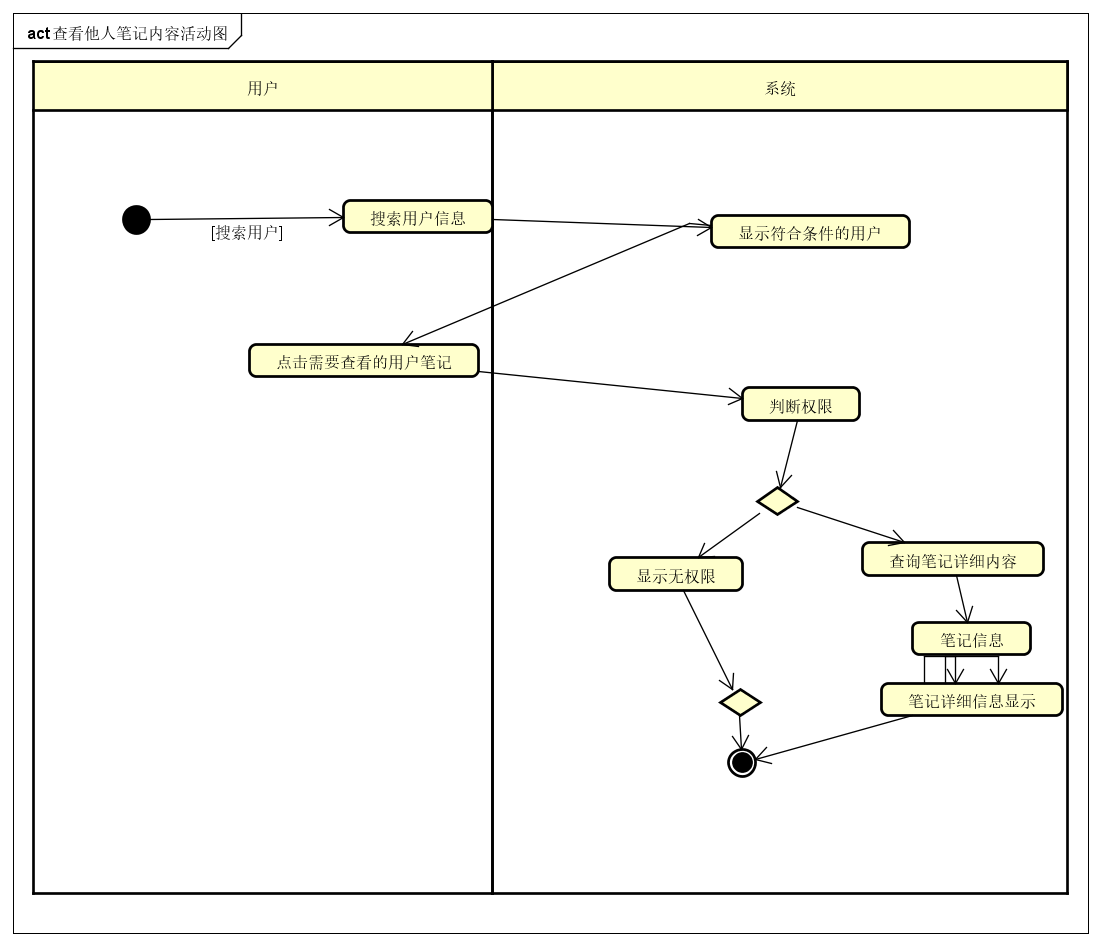 act 查看他人笔记内容活动图
用户
系统
搜索用户信息
[搜索用户]
显示符合条件的用户
点击需要查看的用户笔记
判断权限
查询笔记详细内容
显示无权限
笔记信息
笔记详细信息显示